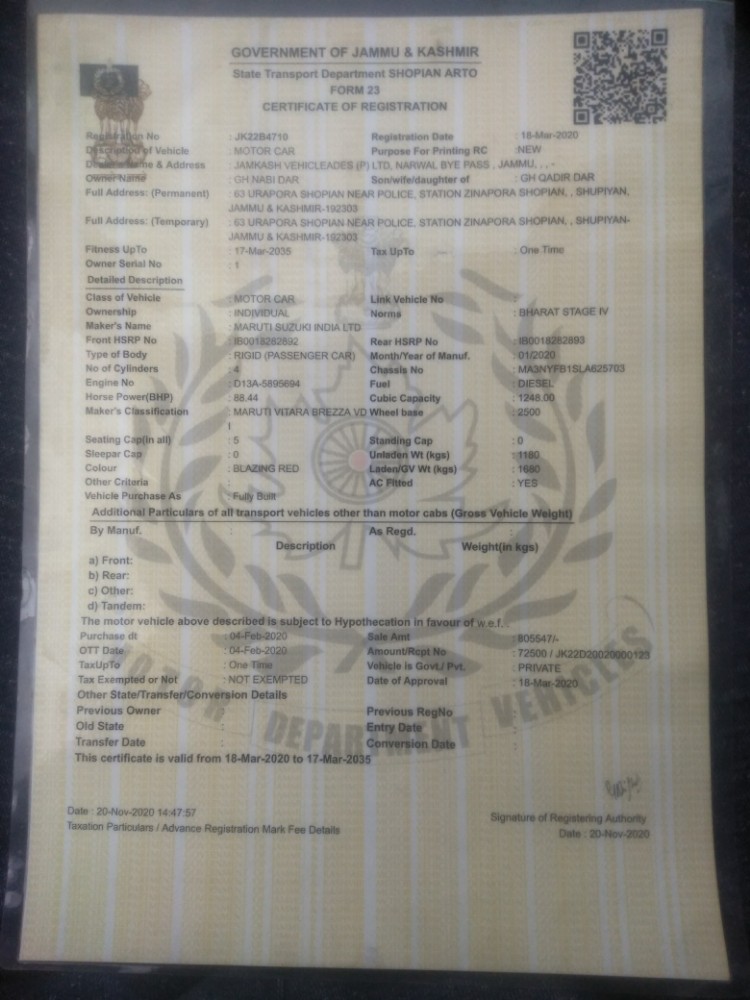 GOVERNMENT OF JAMMU & KASHMIR
State Transport Department SHOPIAN ARTO
FORM 23
CERTIFICATE OF REGISTRATION
Registration No : JK22B4710 Registration Date : 18-Mar-2020
Description of Vehicle : MOTOR CAR Purpose For Printing RC : NEW
Name & Address : JAMKASH VEHICLEADES (P) LTD, NARWAL BYE PASS, JAMMU, , , -
Owner Name : GH NABI DAR Son/wife/daughter of : GH QADIR DAR
Full Address: (Permanent) : 63 URAPORA SHOPIAN NEAR POLICE, STATION ZINAPORA SHOPIAN, , SHUPIYAN,
JAMMU & KASHMIR-192303
Full Address: (Temporary) : 63 URAPORA SHOPIAN NEAR POLICE, STATION ZINAPORA SHOPIAN, , SHUPIYAN-
JAMMU & KASHMIR-192303
Fitness UpTo : 17-Mar-2035 Tax UpTo : One Time
Owner Serial No : 1
Detailed Description
Class of Vehicle : MOTOR CAR Link Vehicle No :
Ownership : INDIVIDUAL Norms : BHARAT STAGE IV
Maker's Name : MARUTI SUZUKI INDIA LTD
Front HSRP No : IB0018282892 Rear HSRP No : IB0018282893
Type of Body : RIGID (PASSENGER CAR) Month/Year of Manuf. : 01/2020
No of Cylinders : 4 Chassis No : MA3NYFB1SLA625703
Engine No : D13A-5895694 Fuel : DIESEL
Horse Power(BHP) : 88.44 Cubic Capacity : 1248.00
Maker's Classification : MARUTI VITARA BREZZA VD Wheel base : 2500
I
Seating Cap(in all) : 5 Standing Cap : 0
Sleepar Cap : 0 Unladen Wt (kgs) : 1180
Colour : BLAZING RED Laden/GV Wt (kgs) : 1680
Other Criteria : AC Fitted : YES
Vehicle Purchase As : Fully Built
Additional Particulars of all transport vehicles other than motor cabs (Gross Vehicle Weight)
By Manuf. : As Regd. :
Description Weight(in kgs)
a) Front:
b) Rear:
c) Other:
d) Tandem:
The motor vehicle above described is subject to Hypothecation in favour of w.e.f. .
Purchase dt : 04-Feb-2020 Sale Amt : 805547/-
OTT Date : 04-Feb-2020 Amount/Rcpt No : 72500 / JK22D20020000123
TaxUpTo : One Time Vehicle is Govt./ Pvt. : PRIVATE
Tax Exempted or Not : NOT EXEMPTED Date of Approval : 18-Mar-2020
Other State/Transfer/Conversion Details
Previous Owner : Previous RegNo :
Old State : Entry Date :
Transfer Date : Conversion Date :
This certificate is valid from 18-Mar-2020 to 17-Mar-2035
MOTOR VEHICLES DEPARTMENT
Date : 20-Nov-2020 14:47:57
Taxation Particulars / Advance Registration Mark Fee Details
Signature of Registering Authority
Date : 20-Nov-2020